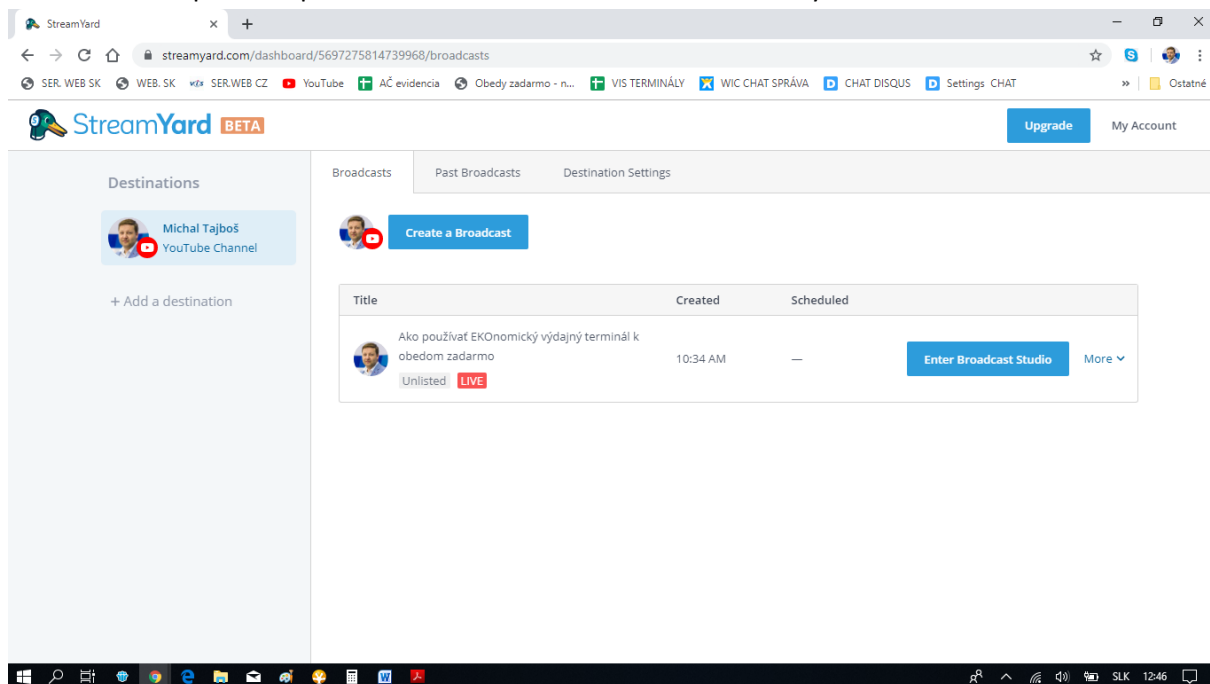 StreamYard
streamyard.com/dashboard/5697275814739968/broadcasts
SER. WEB SK WEB. SK SER.WEB CZ YouTube AČ evidencia Obedy zadarmo - n... VIS TERMINÁLY WIC CHAT SPRÁVA CHAT DISQUS Settings CHAT » Ostatné
StreamYard BETA Upgrade My Account
Destinations
Michal Tajboš
YouTube Channel
+ Add a destination
Broadcasts Past Broadcasts Destination Settings
Create a Broadcast
Title Created Scheduled
Ako používať EKOnomický výdajný terminál k
obedom zadarmo
Unlisted LIVE
10:34 AM — Enter Broadcast Studio More
SLK 12:46